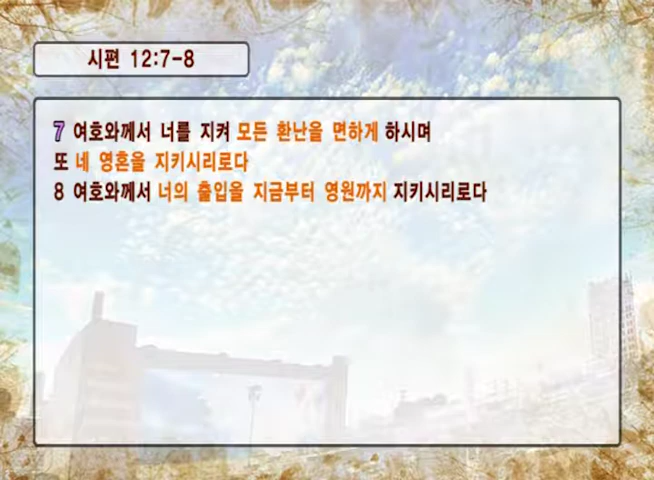 시편 12:7-8
7 여호와께서 너를 지켜 모든 환난을 면하게 하시며
또 네 영혼을 지키시리로다
8 여호와께서 너의 출입을 지금부터 영원까지 지키시리로다